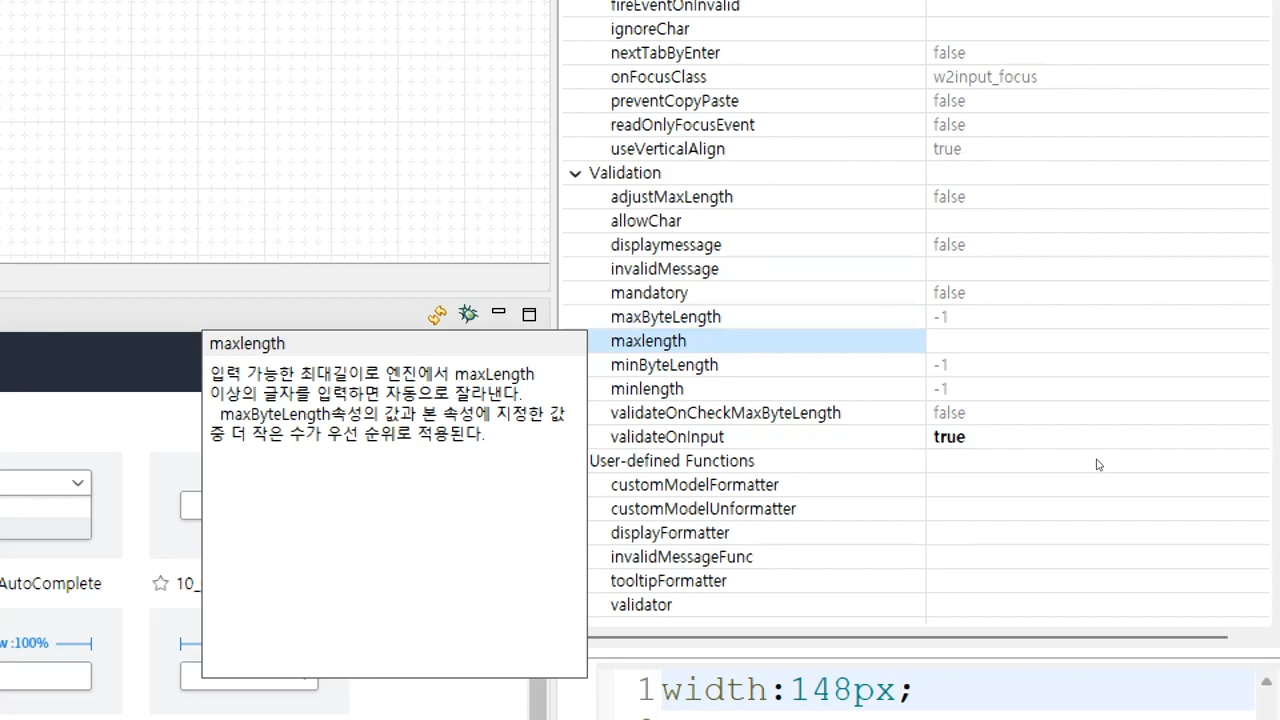 fireEventOnInvalid
ignoreChar
nextTabByEnter false
onFocusClass w2input_focus
preventCopyPaste false
readOnlyFocusEvent false
useVerticalAlign true
Validation
adjustMaxLength false
allowChar
displaymessage false
invalidMessage
mandatory false
maxByteLength -1
maxlength
minByteLength -1
minlength -1
validateOnCheckMaxByteLength false
validateOnInput true
User-defined Functions
customModelFormatter
customModelUnformatter
displayFormatter
invalidMessageFunc
tooltipFormatter
validator
maxlength
입력 가능한 최대길이로 엔진에서 maxLength
이상의 글자를 입력하면 자동으로 잘라낸다.
maxByteLength속성의 값과 본 속성에 지정한 값
중 더 작은 수가 우선 순위로 적용된다.
AutoComplete
10_
w :100%
1 width:148px;